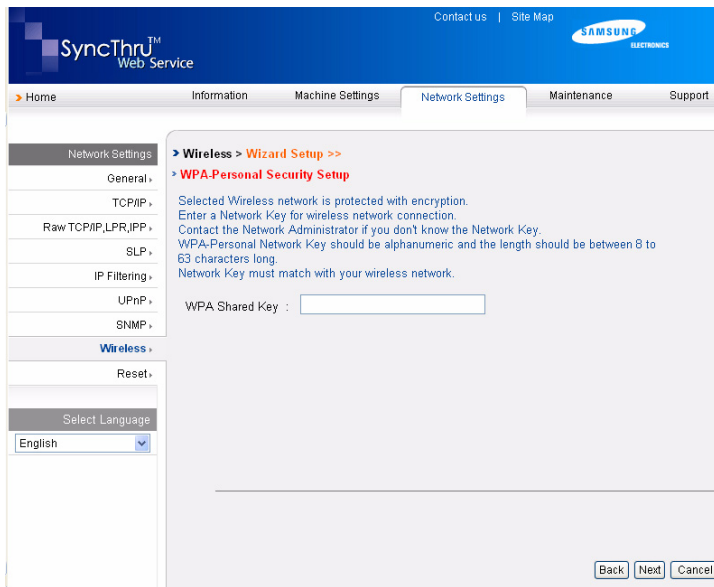 Contact us | Site Map
SAMSUNG
ELECTRONICS
SyncThru™
Web Service
> Home
Information
Machine Settings
Network Settings
Maintenance
Support
Network Settings
General
TCP/IP
Raw TCP/IP,LPR,IPP
SLP
IP Filtering
UPnP
SNMP
Wireless
Reset
Select Language
English
> Wireless > Wizard Setup >>
> WPA-Personal Security Setup
Selected Wireless network is protected with encryption.
Enter a Network Key for wireless network connection.
Contact the Network Administrator if you don't know the Network Key.
WPA-Personal Network Key should be alphanumeric and the length should be between 8 to
63 characters long.
Network Key must match with your wireless network.
WPA Shared Key :
Back
Next
Cancel